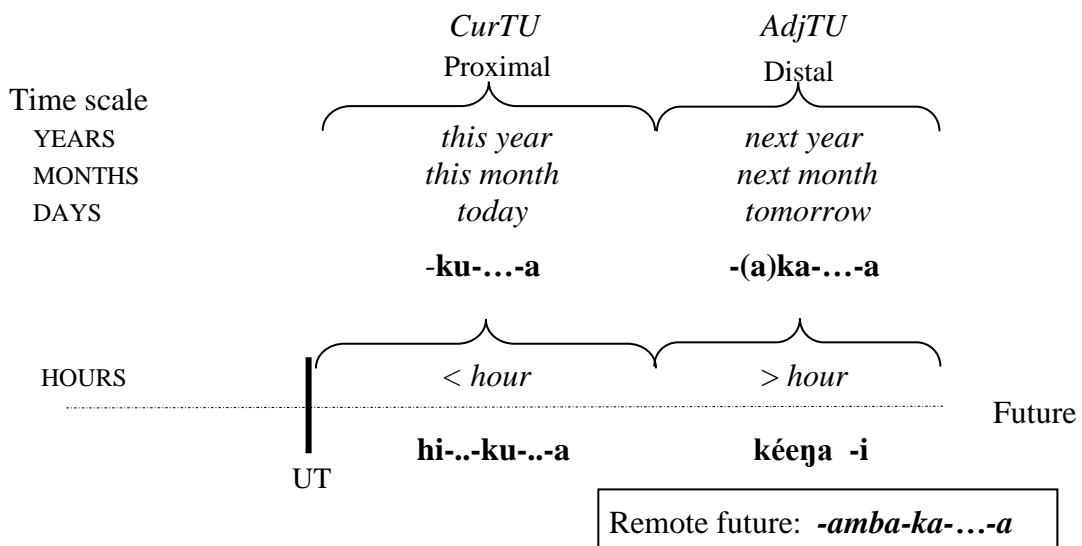 CurTU AdjTU
Proximal Distal
Time scale
YEARS this year next year
MONTHS this month next month
DAYS today tomorrow
-ku-…-a -(a)ka-…-a
HOURS < hour > hour
Future
hi-..-ku-..-a kéeŋa -i
UT
Remote future: -amba-ka-…-a